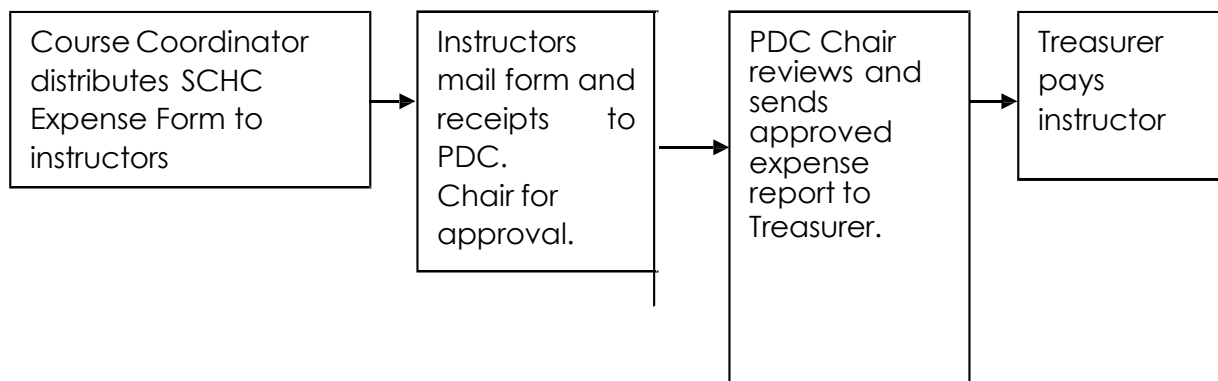 Course Coordinator
distributes SCHC
Expense Form to
instructors
Instructors
mail form and
receipts to
PDC.
Chair for
approval.
PDC Chair
reviews and
sends
approved
expense
report to
Treasurer.
Treasurer
pays
instructor